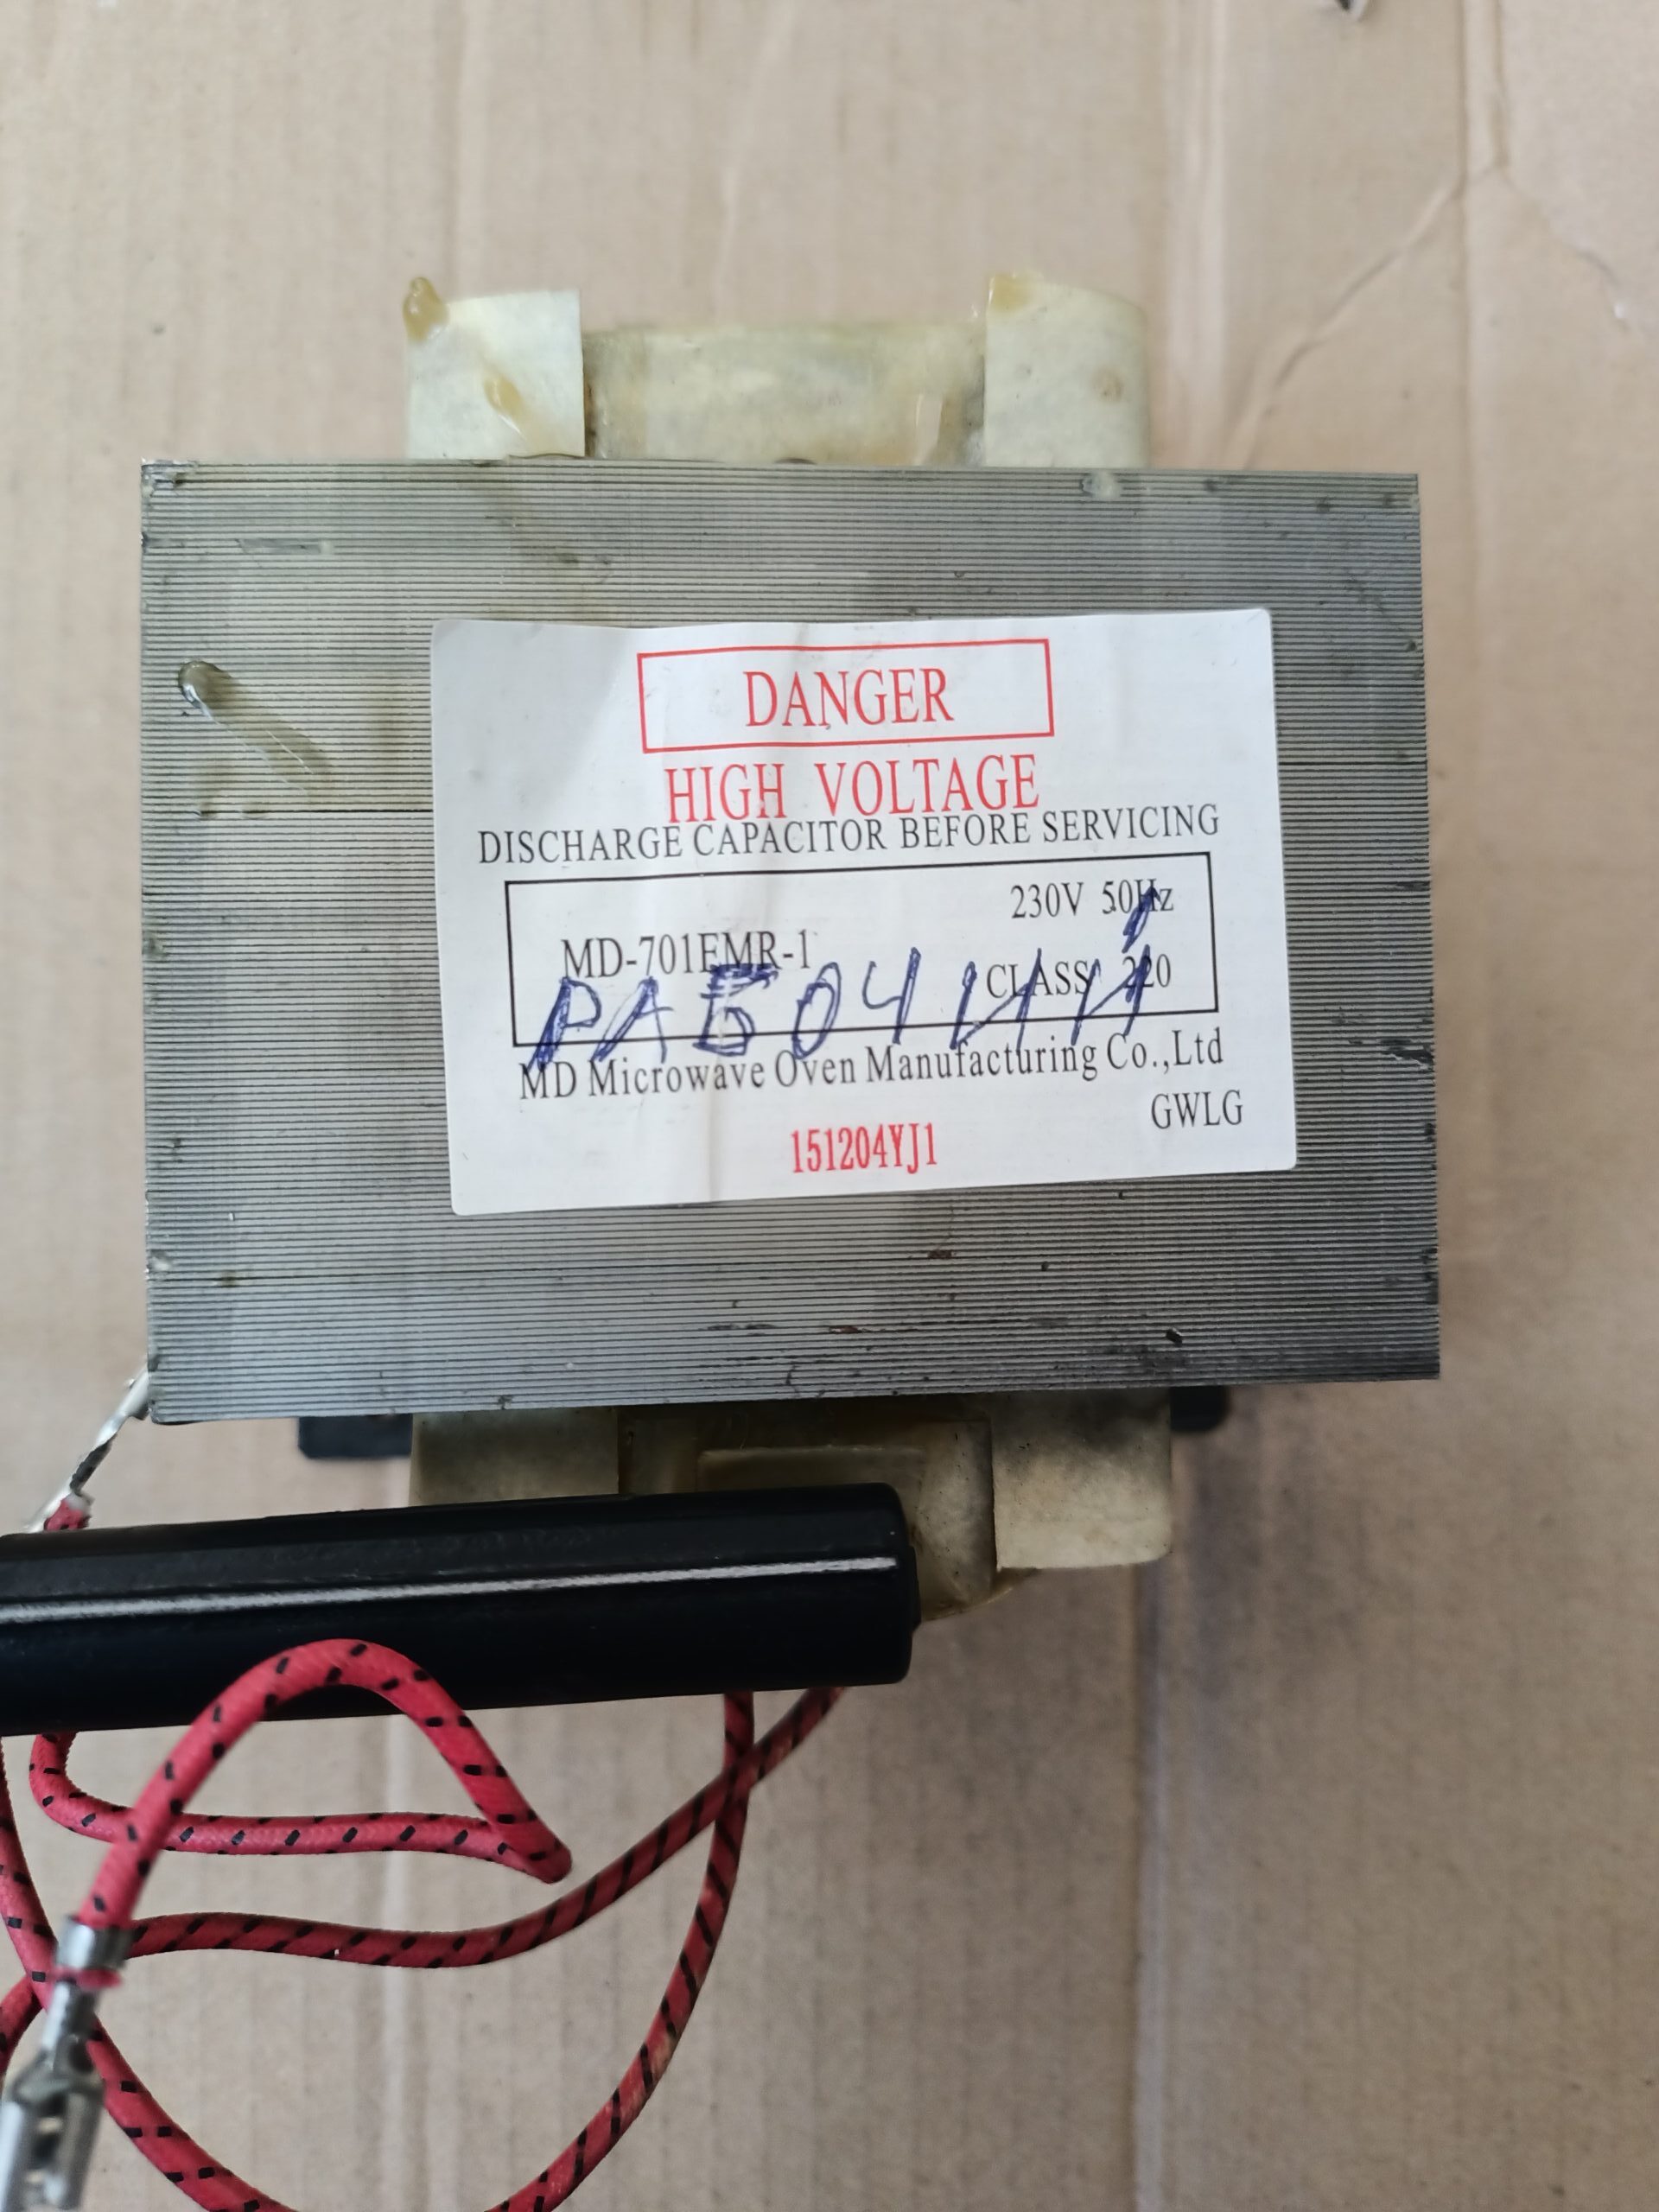 DANGER
HIGH VOLTAGE
DISCHARGE CAPACITOR BEFORE SERVICING
230V 50Hz
MD-701EMR-1
CLASS 220
РАБОЧИЙ
MD Microwave Oven Manufacturing Co.,Ltd
GWLG
151204YJ1